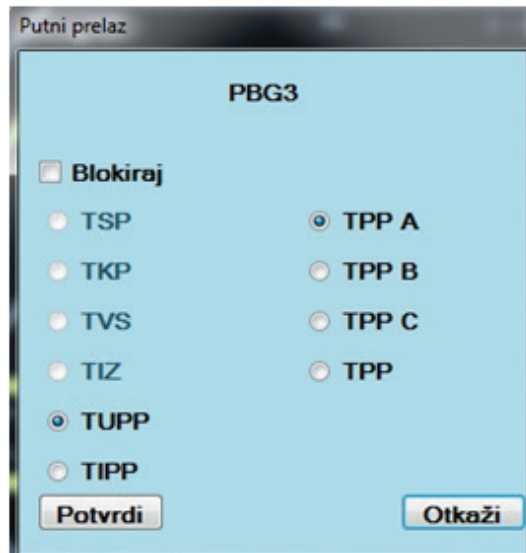 Putni prelaz
PBG3
Blokiraj
TSP
TPP A
TKP
TPP B
TVS
TPP C
TIZ
TPP
TUPP
TIPP
Potvrdi
Otkaži